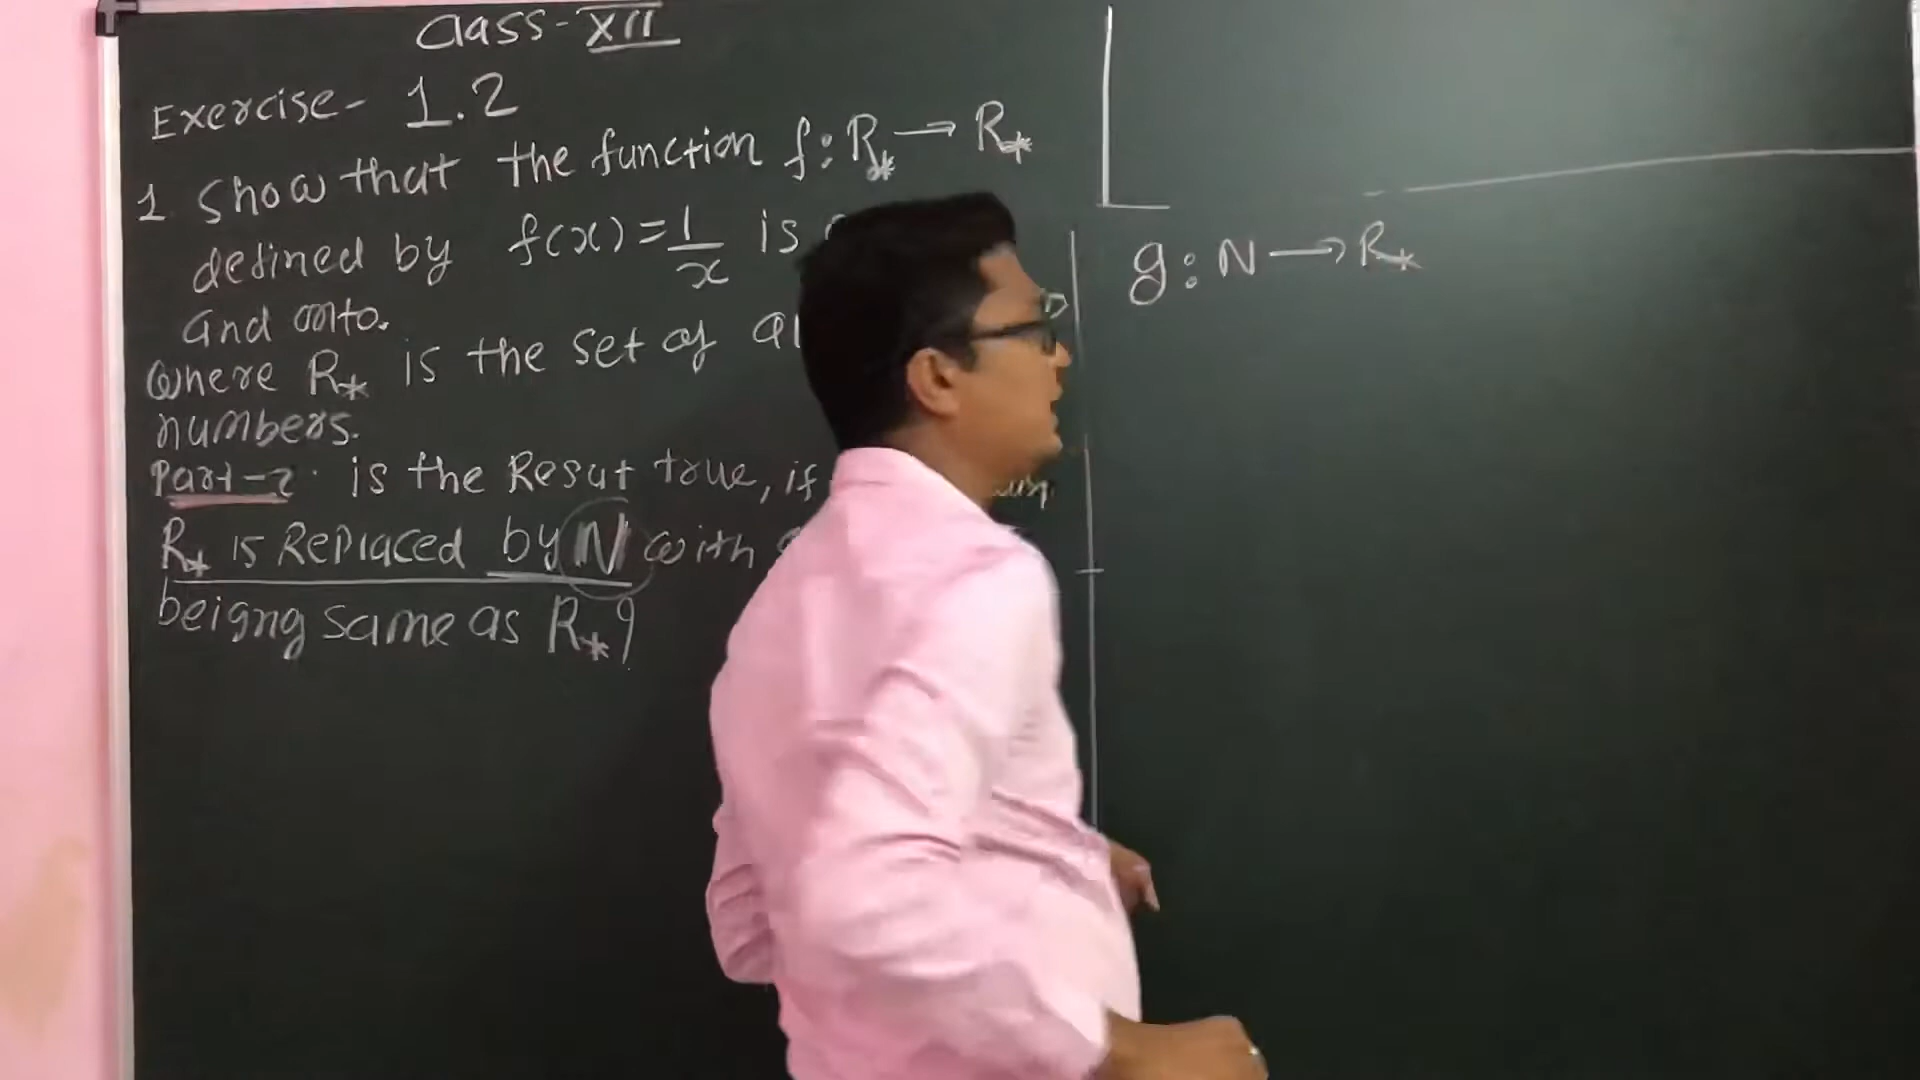 Class-XII
Exercise- 1.2
1 Show that the function f:R* → R*
defined by f(x)=1/x is
and onto.
Where R* is the set of
numbers.
Part-2 is the Resut true, if
R* is Replaced by N with
beigng same as R*?
g:N→R*